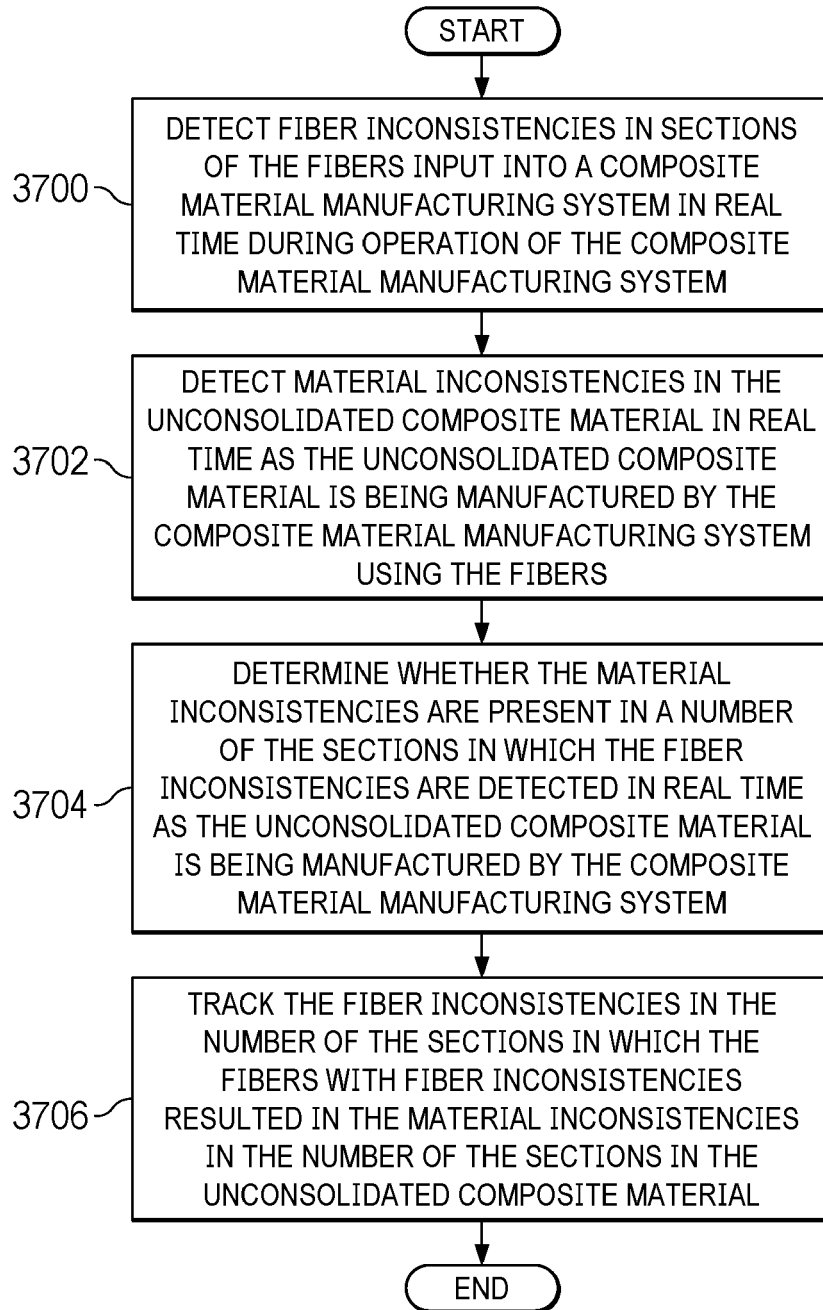 START
3700
DETECT FIBER INCONSISTENCIES IN SECTIONS
OF THE FIBERS INPUT INTO A COMPOSITE
MATERIAL MANUFACTURING SYSTEM IN REAL
TIME DURING OPERATION OF THE COMPOSITE
MATERIAL MANUFACTURING SYSTEM
3702
DETECT MATERIAL INCONSISTENCIES IN THE
UNCONSOLIDATED COMPOSITE MATERIAL IN REAL
TIME AS THE UNCONSOLIDATED COMPOSITE
MATERIAL IS BEING MANUFACTURED BY THE
COMPOSITE MATERIAL MANUFACTURING SYSTEM
USING THE FIBERS
3704
DETERMINE WHETHER THE MATERIAL
INCONSISTENCIES ARE PRESENT IN A NUMBER
OF THE SECTIONS IN WHICH THE FIBER
INCONSISTENCIES ARE DETECTED IN REAL TIME
AS THE UNCONSOLIDATED COMPOSITE MATERIAL
IS BEING MANUFACTURED BY THE COMPOSITE
MATERIAL MANUFACTURING SYSTEM
3706
TRACK THE FIBER INCONSISTENCIES IN THE
NUMBER OF THE SECTIONS IN WHICH THE
FIBERS WITH FIBER INCONSISTENCIES
RESULTED IN THE MATERIAL INCONSISTENCIES
IN THE NUMBER OF THE SECTIONS IN THE
UNCONSOLIDATED COMPOSITE MATERIAL
END